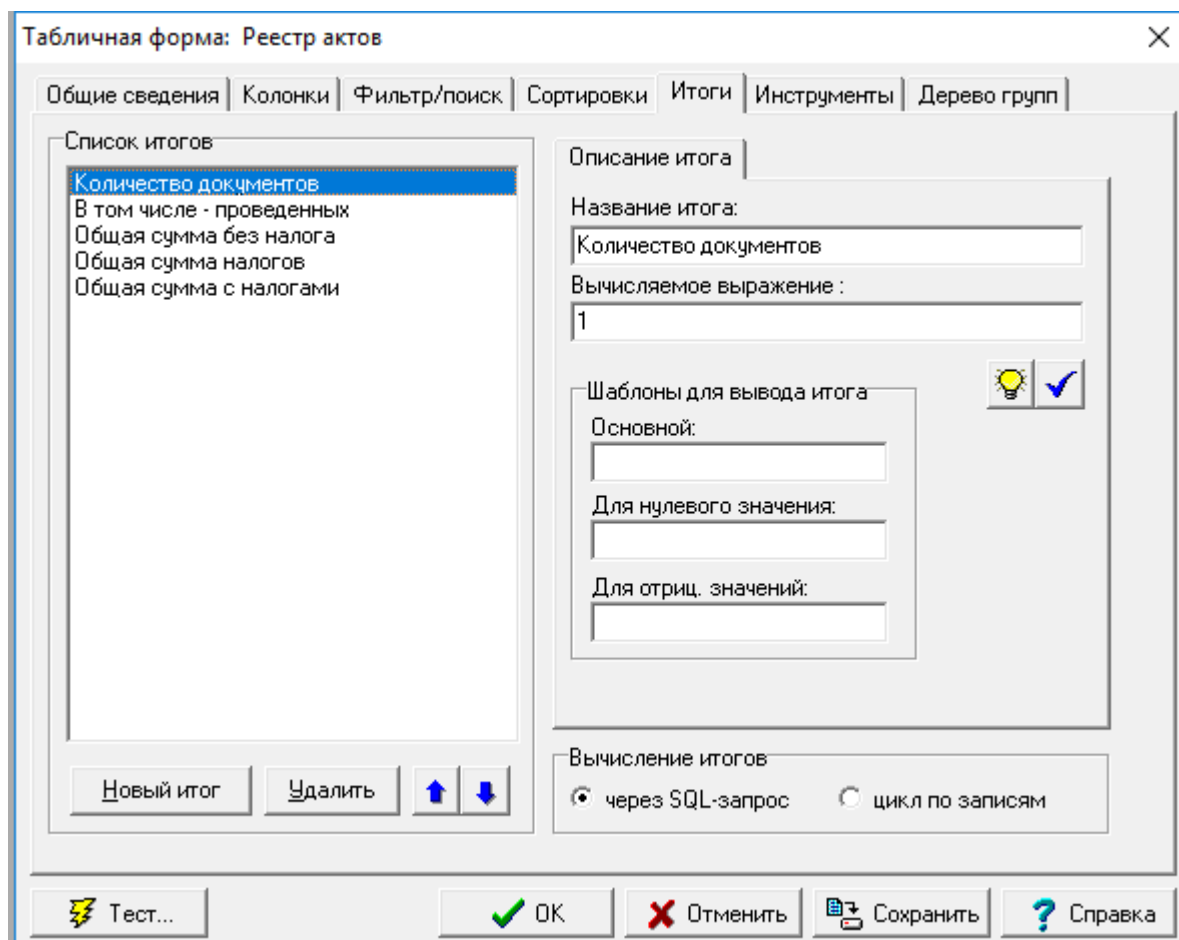 Табличная форма: Реестр актов
Общие сведения Колонки Фильтр/поиск Сортировки Итоги Инструменты Дерево групп
Список итогов
Количество документов
В том числе - проведенных
Общая сумма без налога
Общая сумма налогов
Общая сумма с налогами
Новый итог Удалить
Описание итога
Название итога:
Количество документов
Вычисляемое выражение :
1
Шаблоны для вывода итога
Основной:
Для нулевого значения:
Для отриц. значений:
Вычисление итогов
через SQL-запрос цикл по записям
Тест... OK Отменить Сохранить Справка